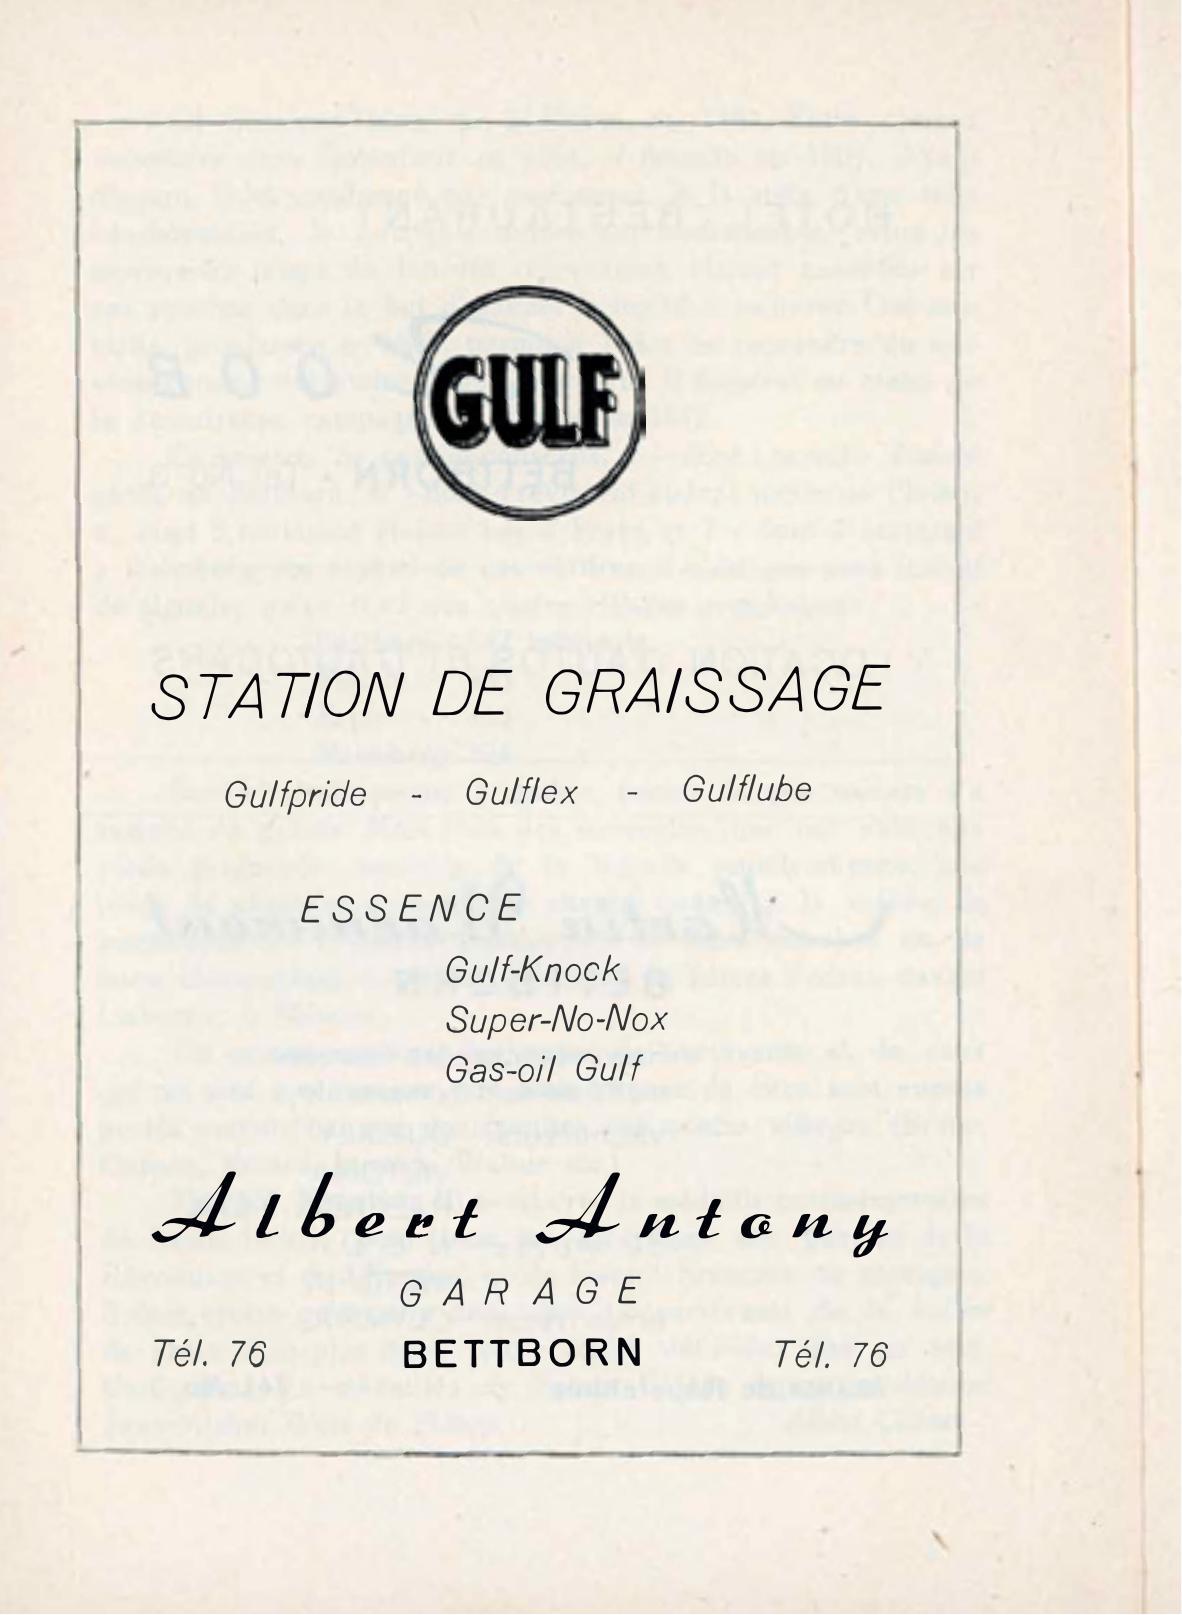 GULF
STATION DE GRAISSAGE
Gulfpride - Gulflex - Gulflube
ESSENCE
Gulf-Knock
Super-No-Nox
Gas-oil Gulf
Albert Antony
GARAGE
Tél. 76 BETTBORN Tél. 76